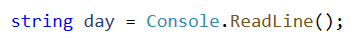 string day = Console.ReadLine();